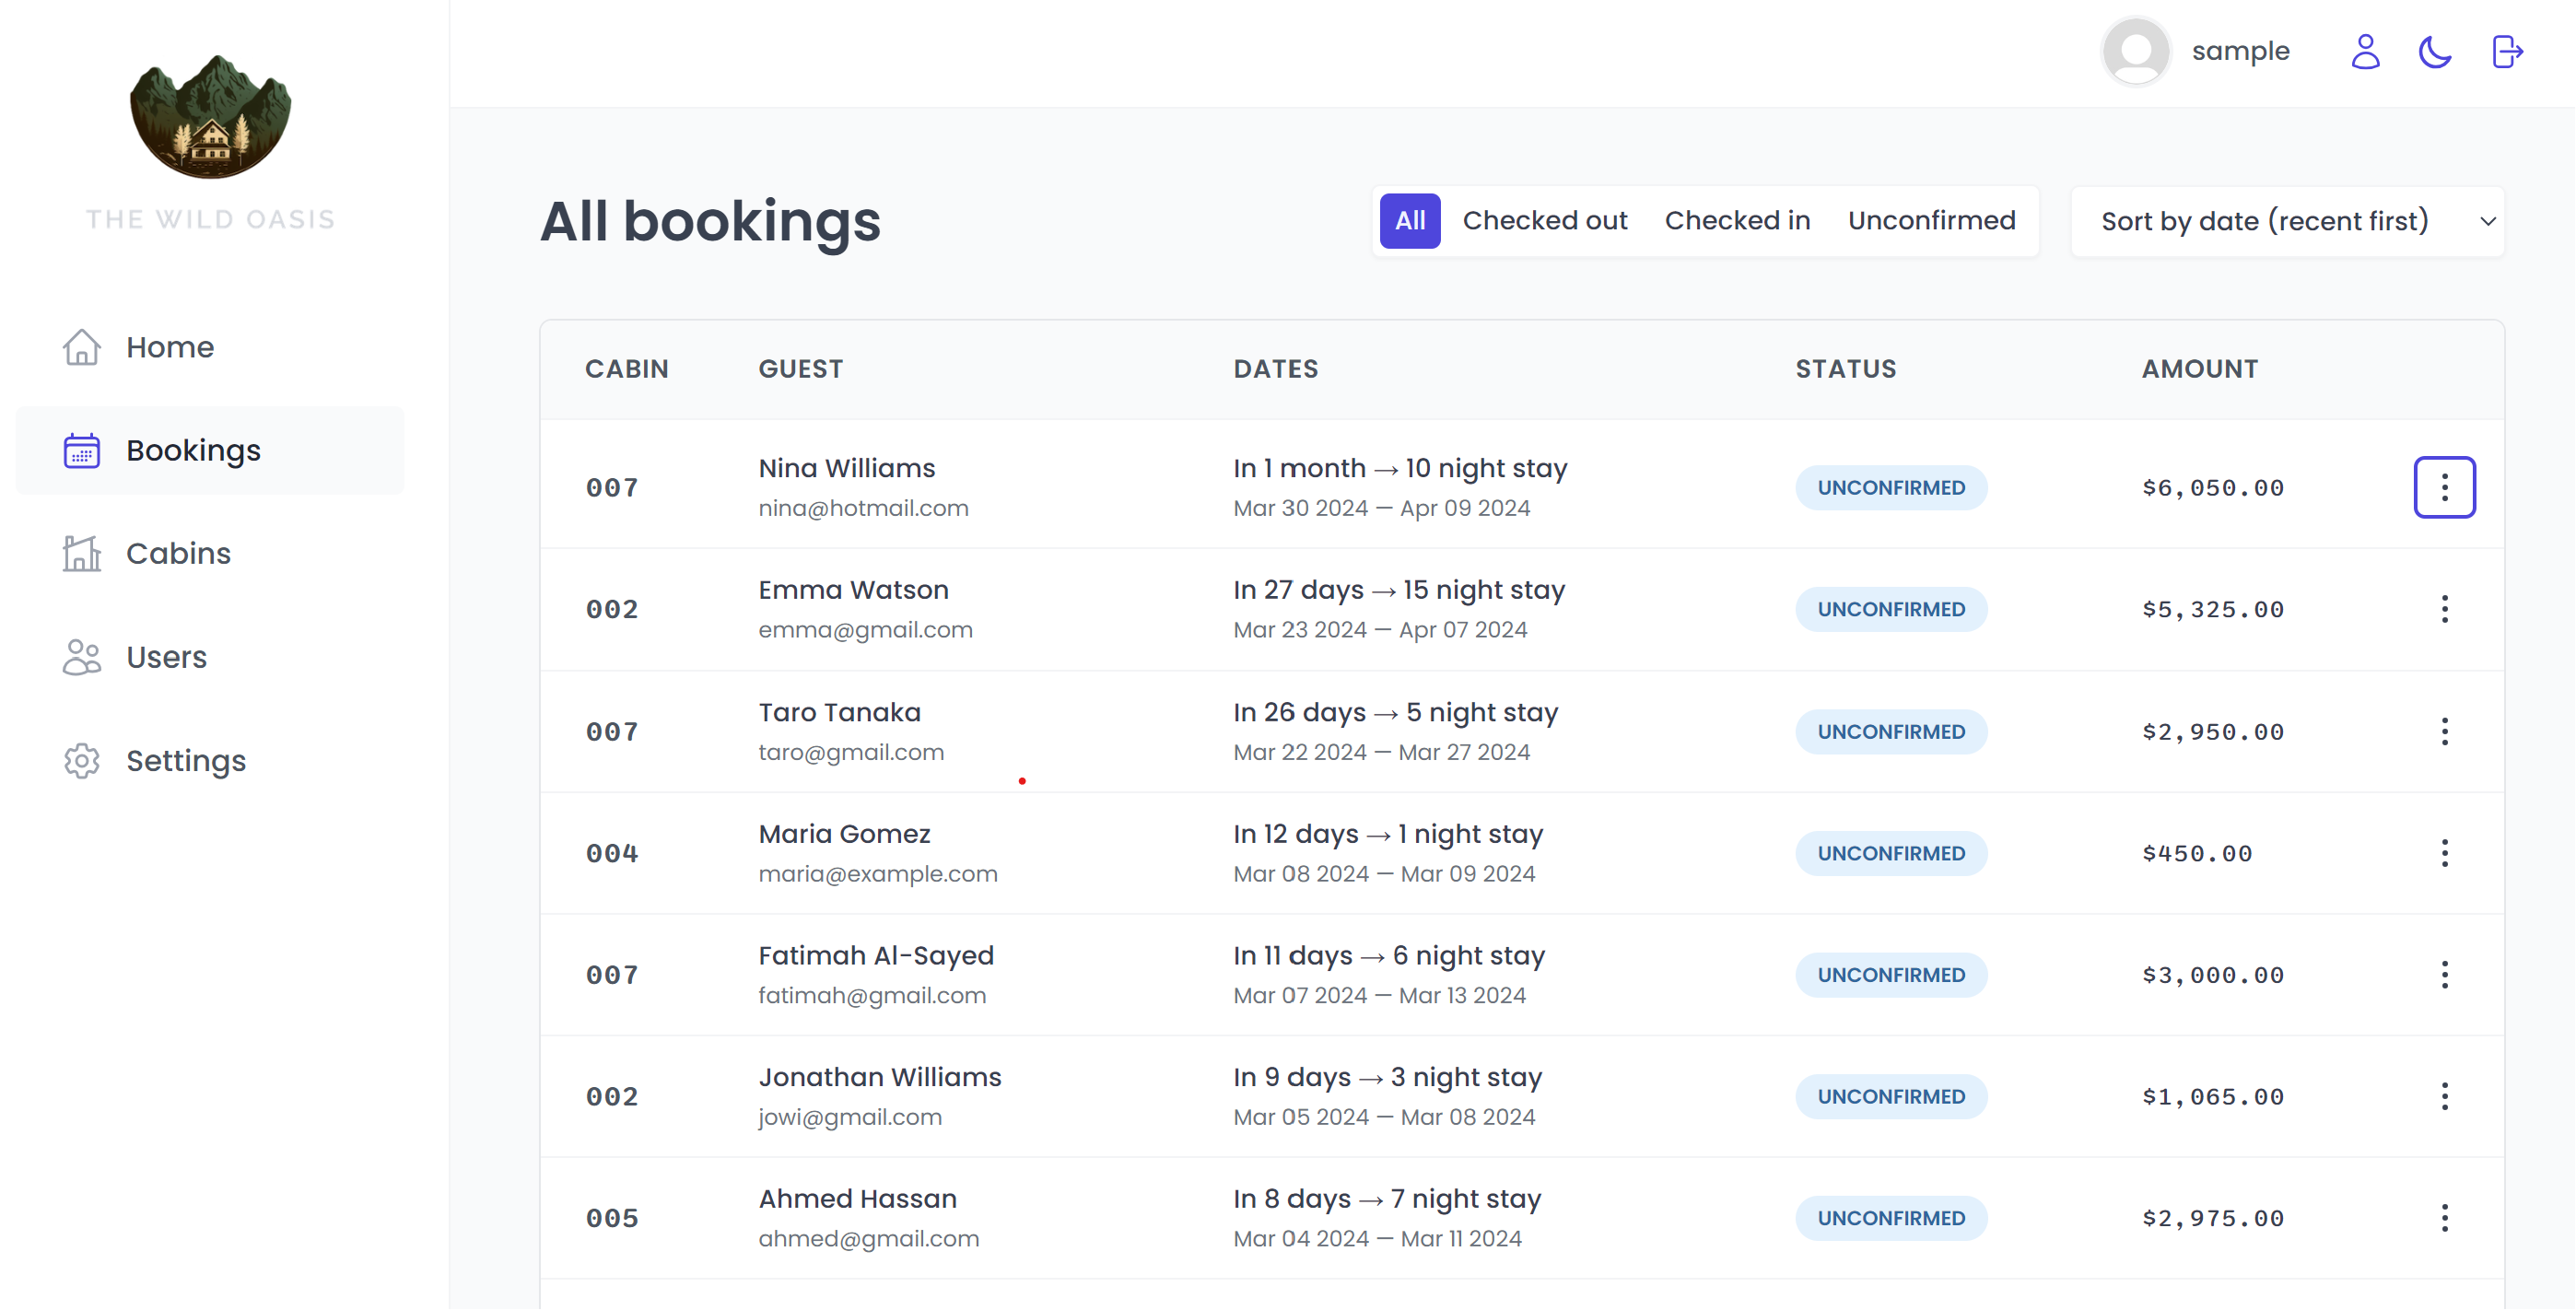 THE WILD OASIS
sample
Home
Bookings
Cabins
Users
Settings
All bookings
All Checked out Checked in Unconfirmed
Sort by date (recent first)
CABIN GUEST DATES STATUS AMOUNT
007 Nina Williams In 1 month → 10 night stay UNCONFIRMED $6,050.00
nina@hotmail.com Mar 30 2024 — Apr 09 2024
002 Emma Watson In 27 days → 15 night stay UNCONFIRMED $5,325.00
emma@gmail.com Mar 23 2024 — Apr 07 2024
007 Taro Tanaka In 26 days → 5 night stay UNCONFIRMED $2,950.00
taro@gmail.com Mar 22 2024 — Mar 27 2024
004 Maria Gomez In 12 days → 1 night stay UNCONFIRMED $450.00
maria@example.com Mar 08 2024 — Mar 09 2024
007 Fatimah Al-Sayed In 11 days → 6 night stay UNCONFIRMED $3,000.00
fatimah@gmail.com Mar 07 2024 — Mar 13 2024
002 Jonathan Williams In 9 days → 3 night stay UNCONFIRMED $1,065.00
jowi@gmail.com Mar 05 2024 — Mar 08 2024
005 Ahmed Hassan In 8 days → 7 night stay UNCONFIRMED $2,975.00
ahmed@gmail.com Mar 04 2024 — Mar 11 2024